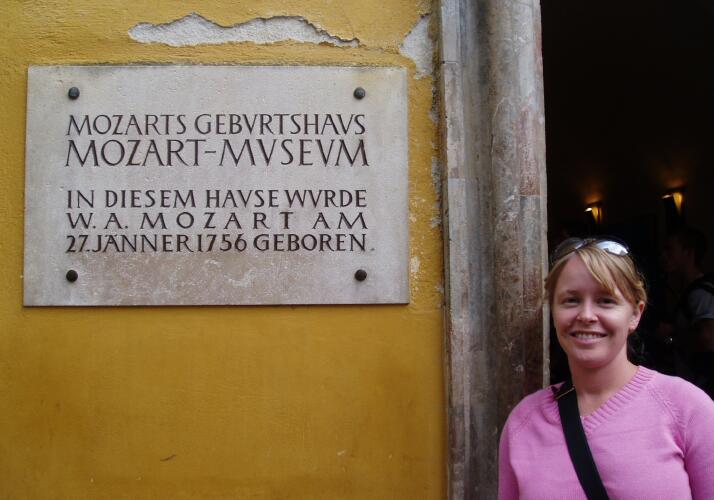 MOZARTS GEBVRTSHAVS
MOZART-MVSEVM
IN DIESEM HAVSE WVRDE
W. A. MOZART AM
27. JÄNNER 1756 GEBOREN.